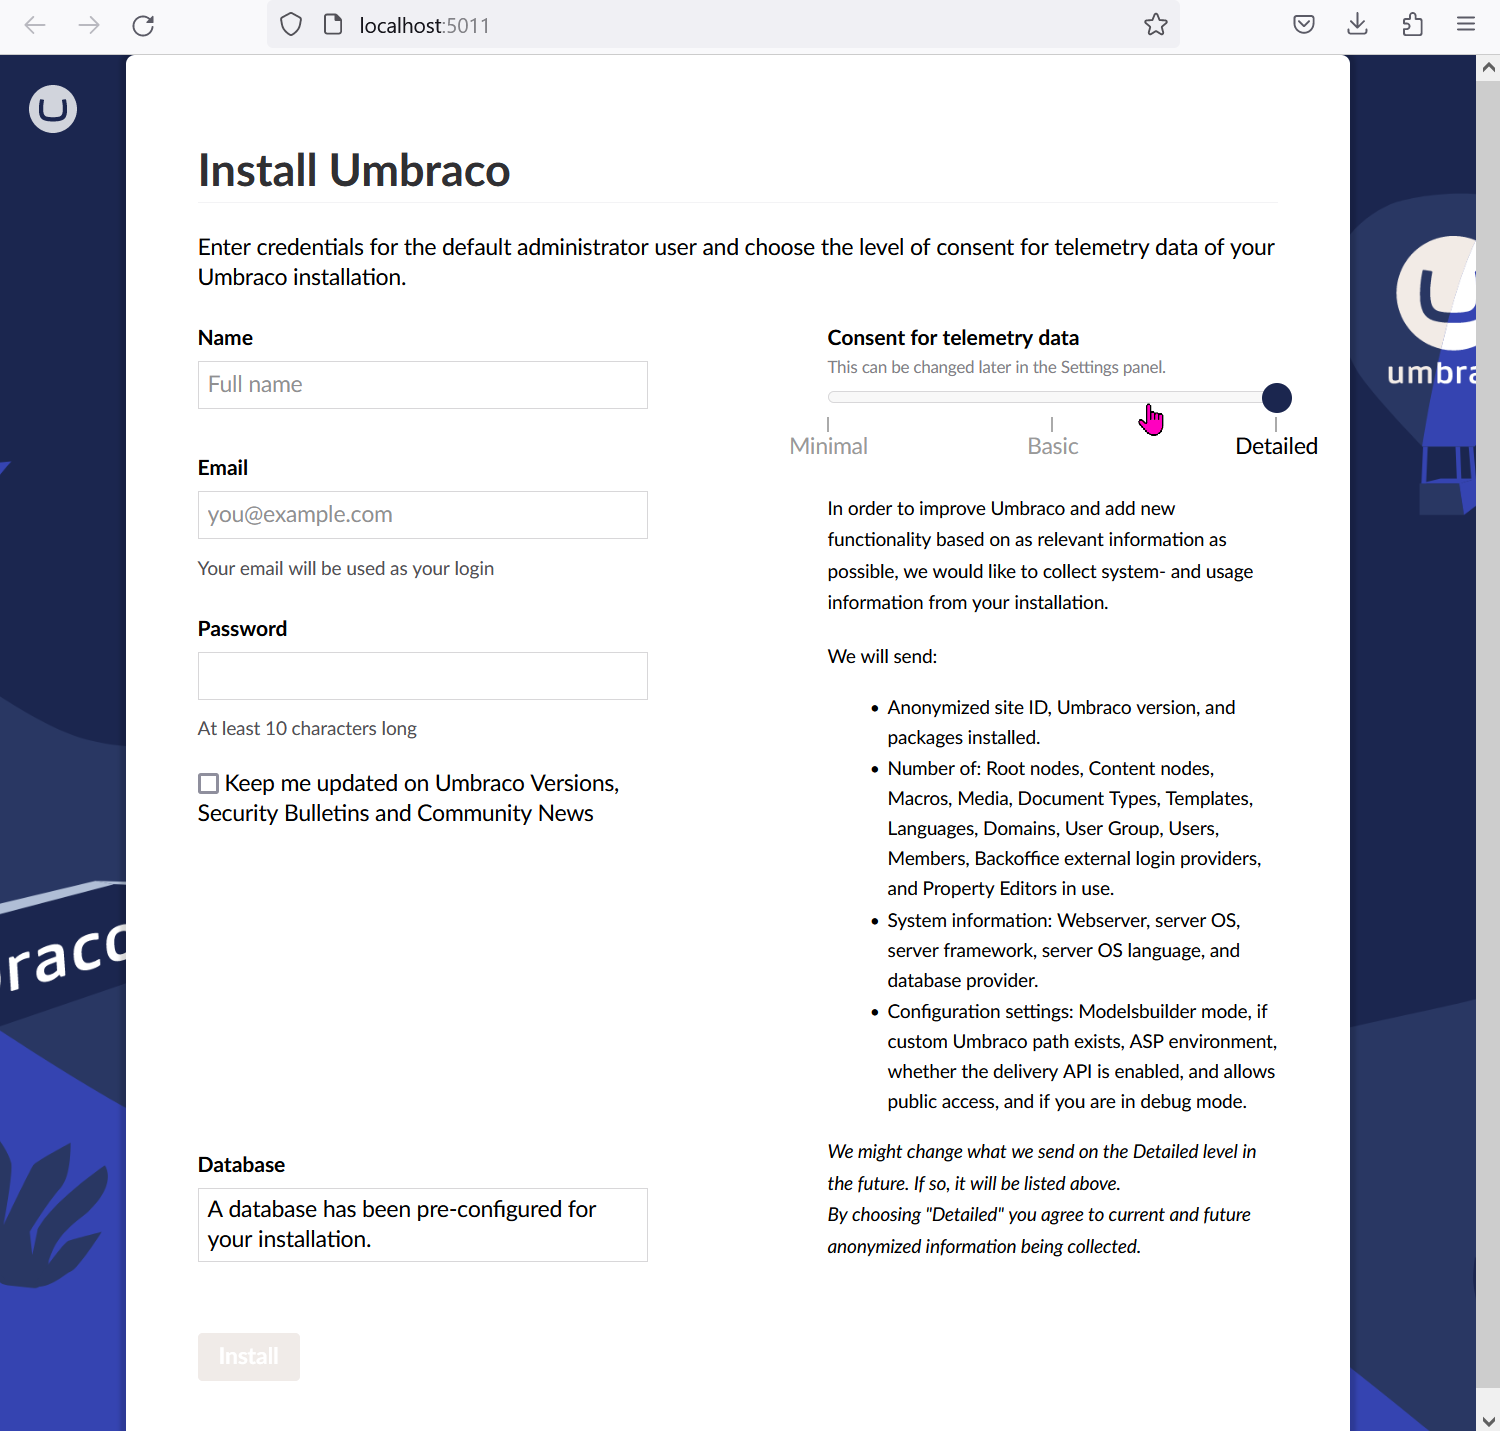 localhost:5011
Install Umbraco
Enter credentials for the default administrator user and choose the level of consent for telemetry data of your
Umbraco installation.
Name
Full name
Email
you@example.com
Your email will be used as your login
Password
At least 10 characters long
Keep me updated on Umbraco Versions,
Security Bulletins and Community News
Database
A database has been pre-configured for
your installation.
Install
Consent for telemetry data
This can be changed later in the Settings panel.
Minimal Basic Detailed
In order to improve Umbraco and add new
functionality based on as relevant information as
possible, we would like to collect system- and usage
information from your installation.
We will send:
• Anonymized site ID, Umbraco version, and
packages installed.
• Number of: Root nodes, Content nodes,
Macros, Media, Document Types, Templates,
Languages, Domains, User Group, Users,
Members, Backoffice external login providers,
and Property Editors in use.
• System information: Webserver, server OS,
server framework, server OS language, and
database provider.
• Configuration settings: Modelsbuilder mode, if
custom Umbraco path exists, ASP environment,
whether the delivery API is enabled, and allows
public access, and if you are in debug mode.
We might change what we send on the Detailed level in
the future. If so, it will be listed above.
By choosing "Detailed" you agree to current and future
anonymized information being collected.
umbra
raco